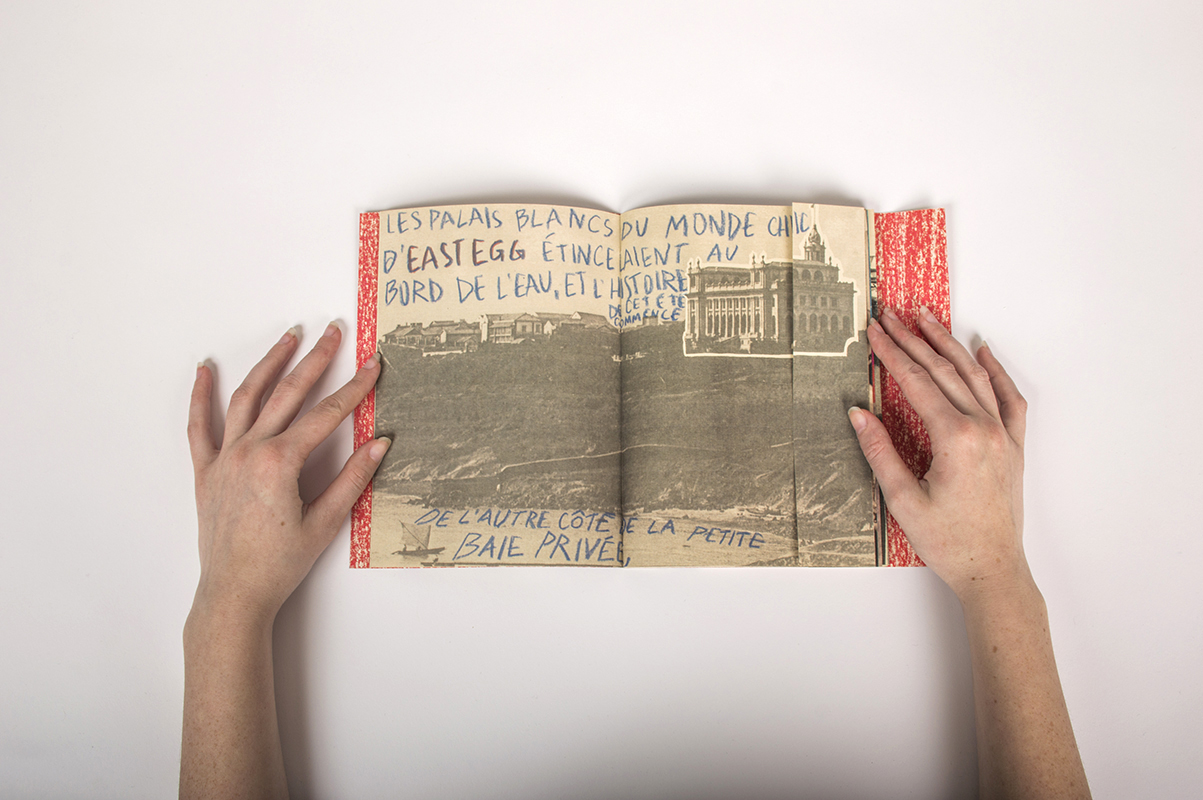 LES PALAIS BLANCS DU MONDE CHIC
D'EAST EGG ÉTINCELAIENT AU
BORD DE L'EAU, ET L'HISTOIRE
DE CET ÉTÉ
COMMENCE
DE L'AUTRE CÔTÉ DE LA PETITE
BAIE PRIVÉE,